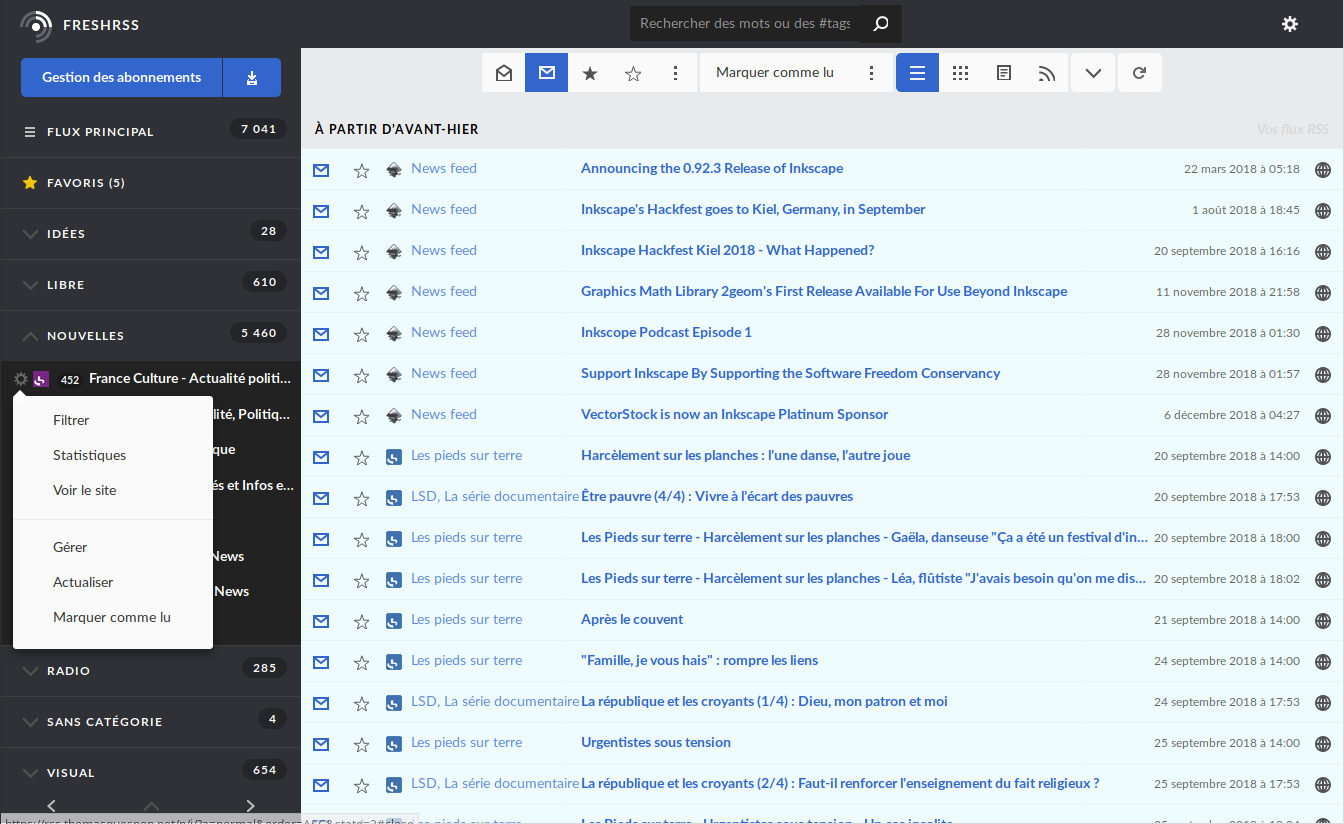 FRESHRSS
Rechercher des mots ou des #tags
Gestion des abonnements
Marquer comme lu
FLUX PRINCIPAL 7 041
FAVORIS (5)
IDÉES 28
LIBRE 610
NOUVELLES 5 460
452 France Culture - Actualité politi...
lité, Politiq...
que
és et Infos e...
News
News
Filtrer
Statistiques
Voir le site
Gérer
Actualiser
Marquer comme lu
RADIO 285
SANS CATÉGORIE 4
VISUAL 654
À PARTIR D'AVANT-HIER Vos flux RSS
News feed Announcing the 0.92.3 Release of Inkscape 22 mars 2018 à 05:18
News feed Inkscape's Hackfest goes to Kiel, Germany, in September 1 août 2018 à 18:45
News feed Inkscape Hackfest Kiel 2018 - What Happened? 20 septembre 2018 à 16:16
News feed Graphics Math Library 2geom's First Release Available For Use Beyond Inkscape 11 novembre 2018 à 21:58
News feed Inkscope Podcast Episode 1 28 novembre 2018 à 01:30
News feed Support Inkscape By Supporting the Software Freedom Conservancy 28 novembre 2018 à 01:57
News feed VectorStock is now an Inkscape Platinum Sponsor 6 décembre 2018 à 04:27
Les pieds sur terre Harcèlement sur les planches : l’une danse, l’autre joue 20 septembre 2018 à 14:00
LSD, La série documentaire Être pauvre (4/4) : Vivre à l’écart des pauvres 20 septembre 2018 à 17:53
Les pieds sur terre Les Pieds sur terre - Harcèlement sur les planches - Gaëla, danseuse "Ça a été un festival d'in... 20 septembre 2018 à 18:00
Les pieds sur terre Les Pieds sur terre - Harcèlement sur les planches - Léa, flûtiste "J'avais besoin qu'on me dis... 20 septembre 2018 à 18:02
Les pieds sur terre Après le couvent 21 septembre 2018 à 14:00
Les pieds sur terre "Famille, je vous hais" : rompre les liens 24 septembre 2018 à 14:00
LSD, La série documentaire La république et les croyants (1/4) : Dieu, mon patron et moi 24 septembre 2018 à 17:53
Les pieds sur terre Urgentistes sous tension 25 septembre 2018 à 14:00
LSD, La série documentaire La république et les croyants (2/4) : Faut-il renforcer l'enseignement du fait religieux ? 25 septembre 2018 à 17:53